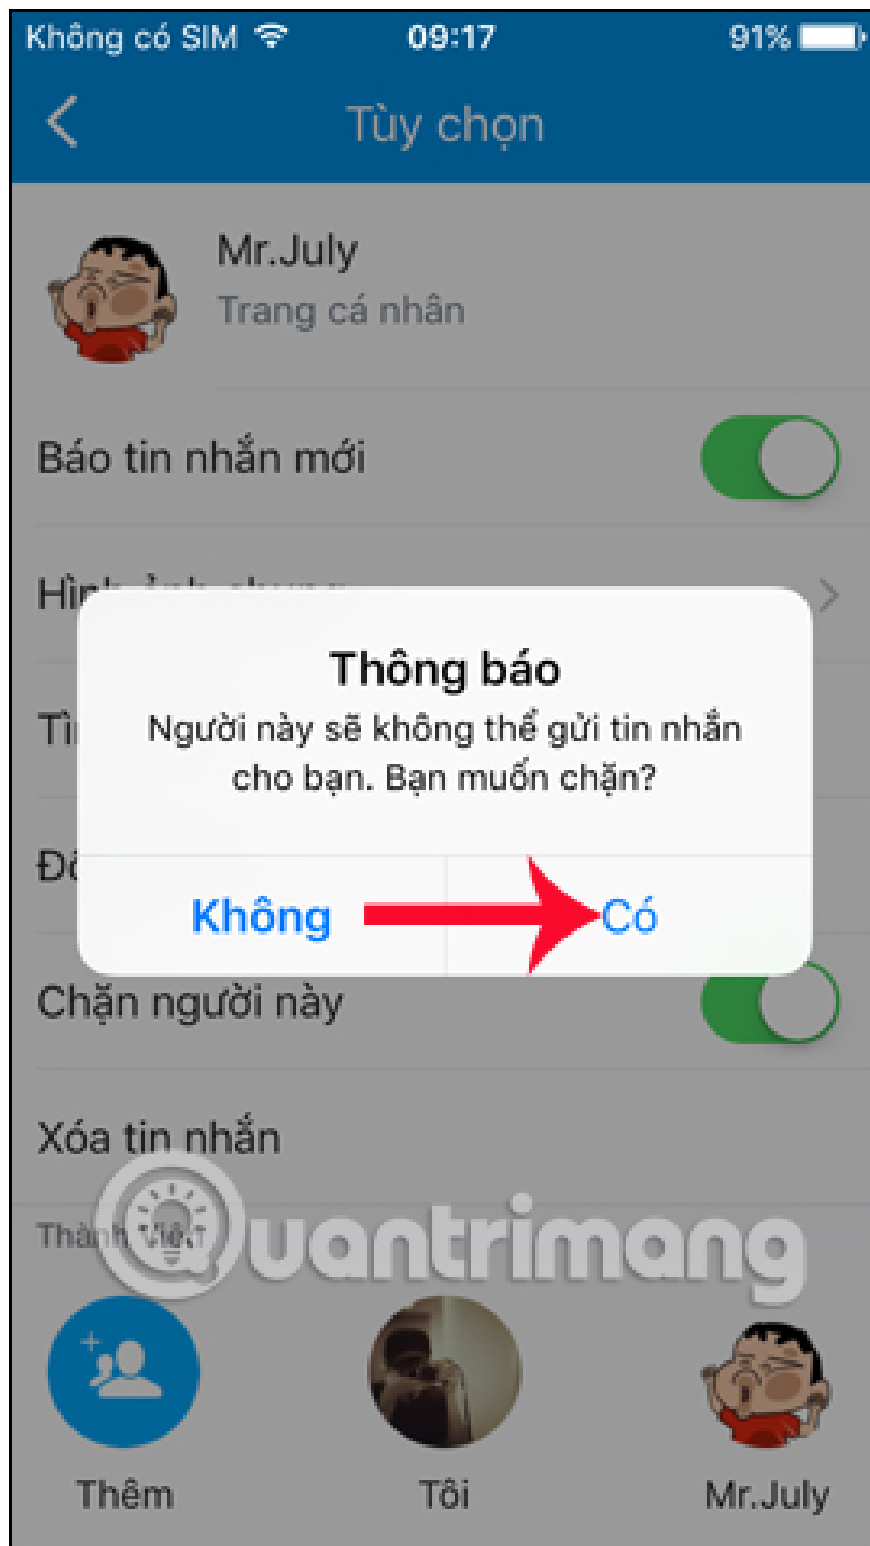 Không có SIM 09:17 91%
Tùy chọn
Mr.July
Trang cá nhân
Báo tin nhắn mới
Thông báo
Người này sẽ không thể gửi tin nhắn
cho bạn. Bạn muốn chặn?
Không Có
Chặn người này
Xóa tin nhắn
Thành viên
Quantrimang
Thêm Tôi Mr.July